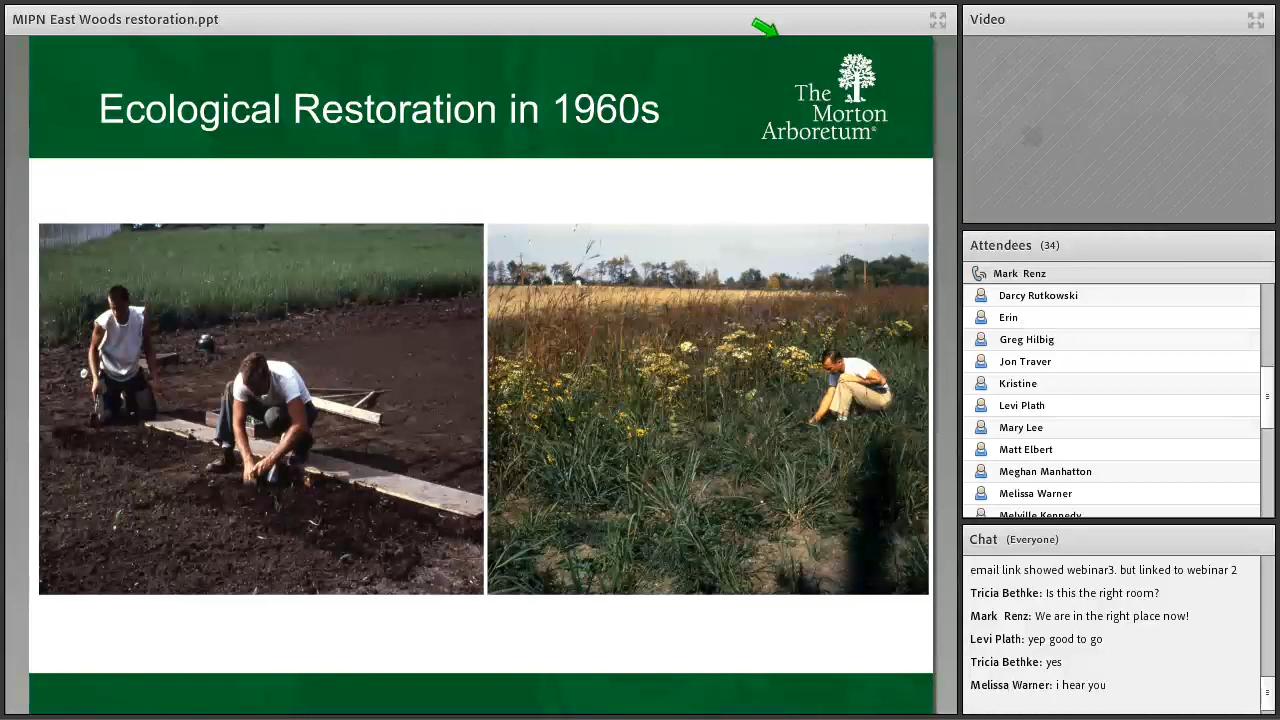 MIPN East Woods restoration.ppt
Ecological Restoration in 1960s
The
Morton
Arboretum®
Video
Attendees (34)
Mark Renz
Darcy Rutkowski
Erin
Greg Hilbig
Jon Traver
Kristine
Levi Plath
Mary Lee
Matt Elbert
Meghan Manhatton
Melissa Warner
Melville Kennedy
Chat (Everyone)
email link showed webinar3. but linked to webinar 2
Tricia Bethke: Is this the right room?
Mark Renz: We are in the right place now!
Levi Plath: yep good to go
Tricia Bethke: yes
Melissa Warner: i hear you